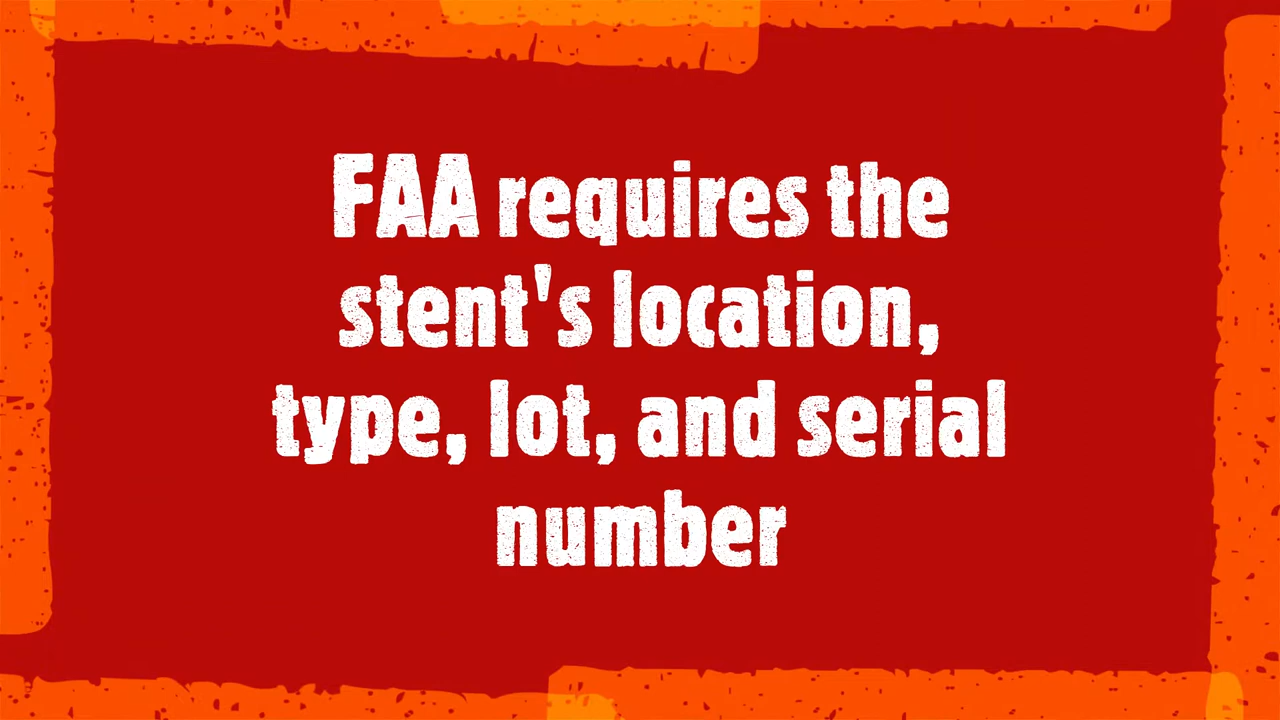 FAA requires the
stent's location,
type, lot, and serial
number